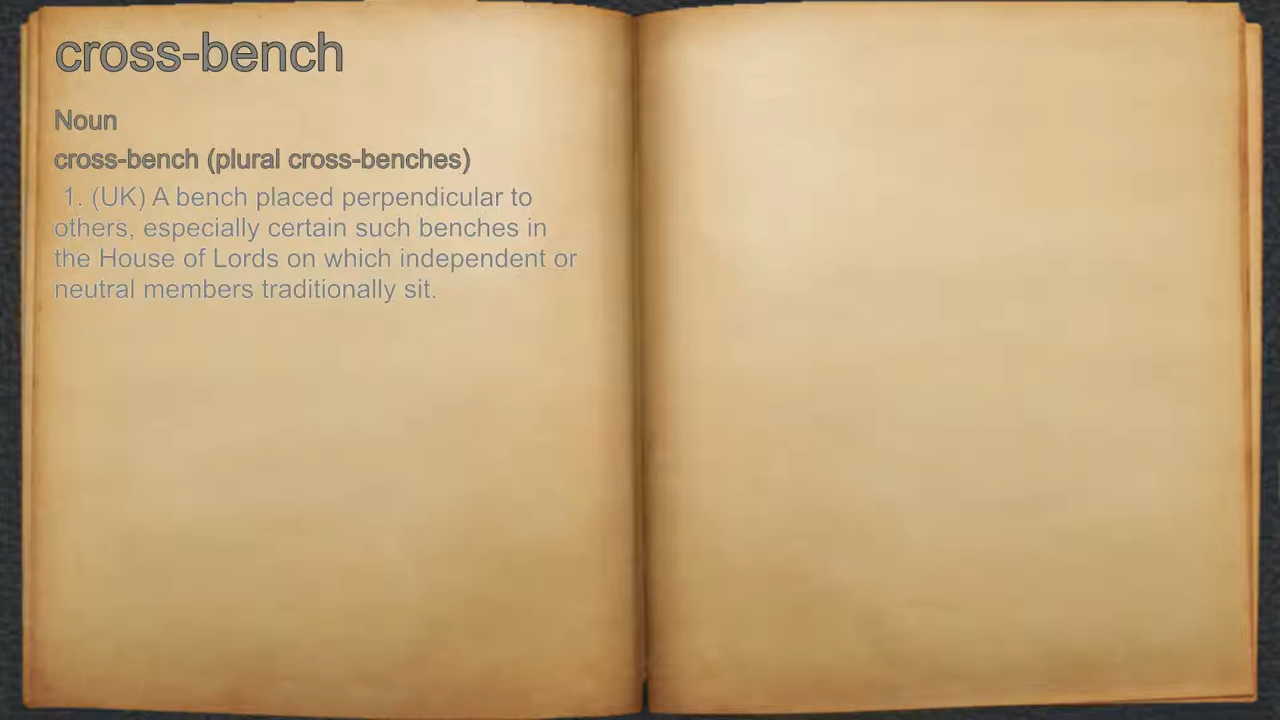 cross-bench
Noun
cross-bench (plural cross-benches)
1. (UK) A bench placed perpendicular to
others, especially certain such benches in
the House of Lords on which independent or
neutral members traditionally sit.